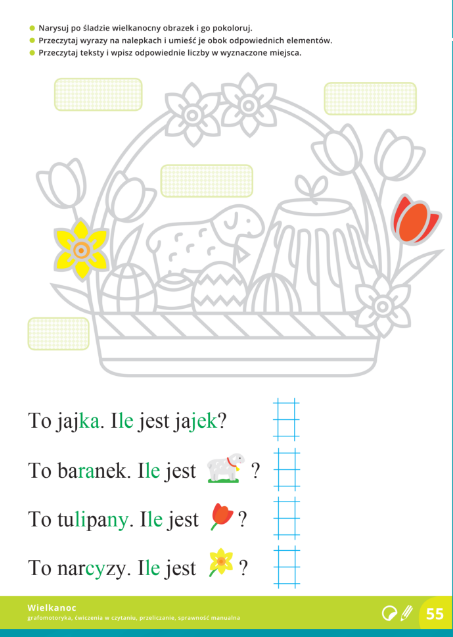 Narysuj po śladzie wielkanocny obrazek i go pokoloruj.
Przeczytaj wyrazy na nalepkach i umieść je obok odpowiednich elementów.
Przeczytaj teksty i wpisz odpowiednie liczby w wyznaczone miejsca.
To jajka. Ile jest jajek?
To baranek. Ile jest ?
To tulipany. Ile jest ?
To narcyzy. Ile jest ?
Wielkanoc
grafomotoryka, ćwiczenia w czytaniu, przeliczanie, sprawność manualna
55